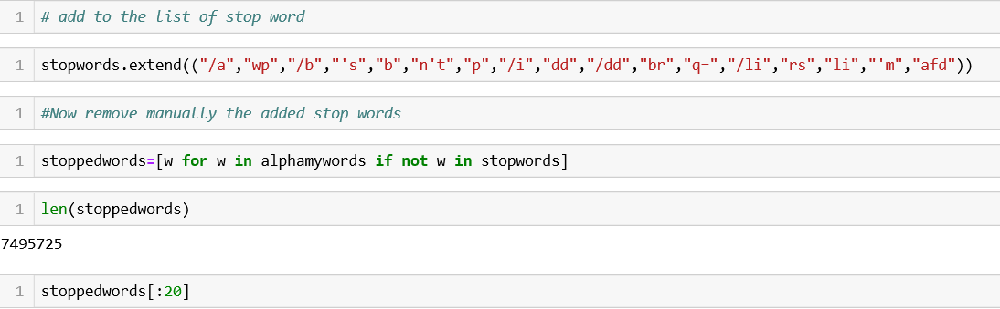 1 # add to the list of stop word
1 stopwords.extend(("/a","wp","/b","'s","b","n't","p","/i","dd","/dd","br","q=","/li","rs","li","'m","afd"))
1 #Now remove manually the added stop words
1 stoppedwords=[w for w in alphamywords if not w in stopwords]
1 len(stoppedwords)
7495725
1 stoppedwords[:20]